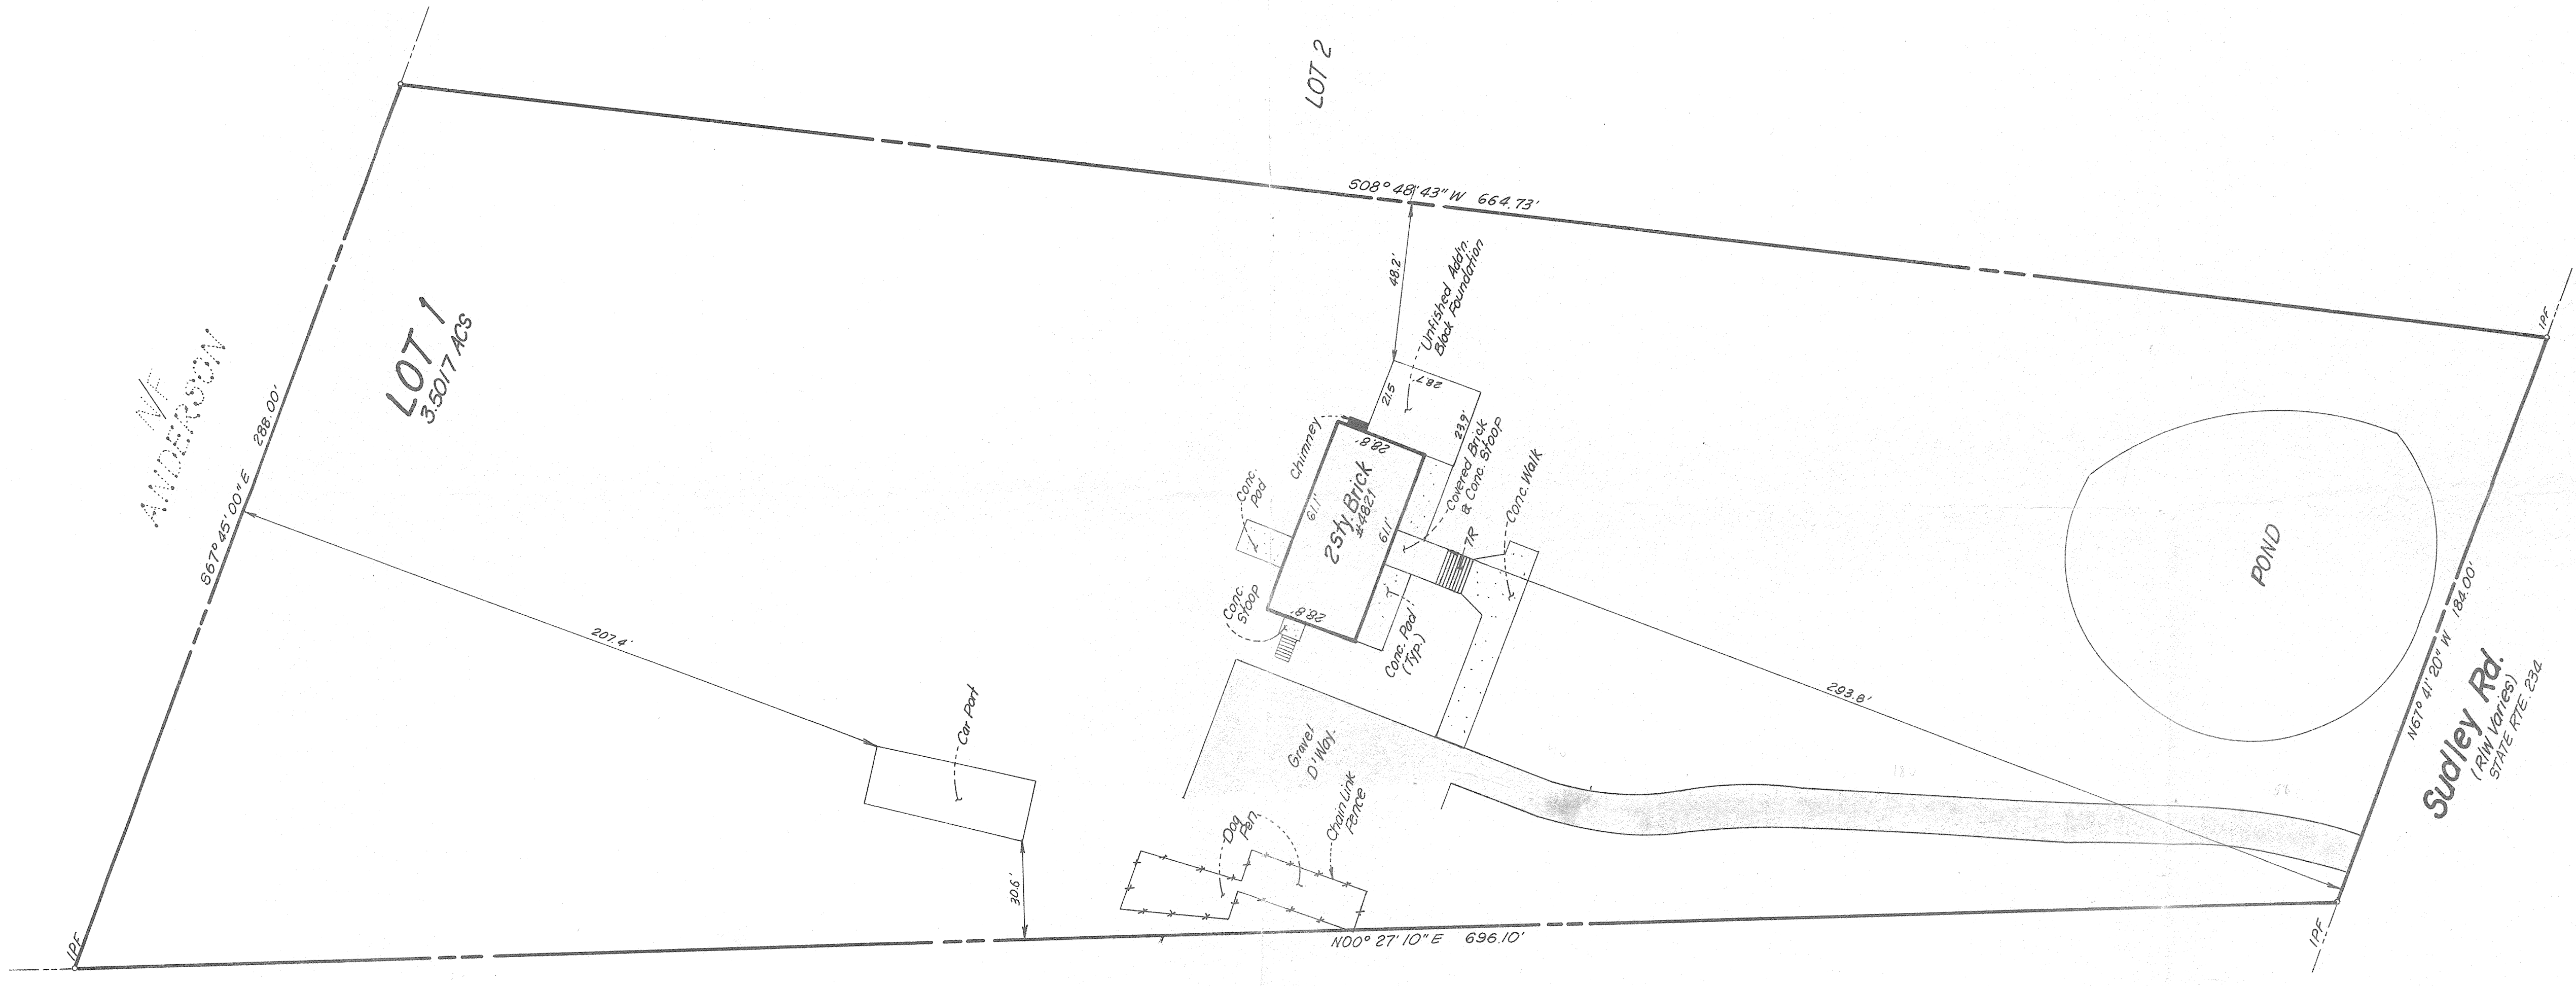 LOT 2
S08° 48' 43" W 664.73'
48.2'
Unfished Add'n.
Block Foundation
LOT 1
3.5017 ACS
N/F
ANDERSON
S67° 45' 00" E 288.00'
IPF
21.5
28.7'
23.9'
Chimney
28.8'
61.1'
2Sty. Brick
#4821
61.1'
28.8'
Covered Brick
& Conc. Stoop
7R
Conc. Walk
Conc.
Pad
Conc.
Stoop
Conc. Pad
(Typ.)
POND
207.4'
293.8'
Car Port
30.6'
Gravel
D'Way.
Dog
Pen.
Chain Link
Fence
180
58
N67° 41' 20" W 184.00'
Sudley Rd.
(R/W Varies)
STATE RTE. 234
IPF
N00° 27' 10" E 696.10'
IPF